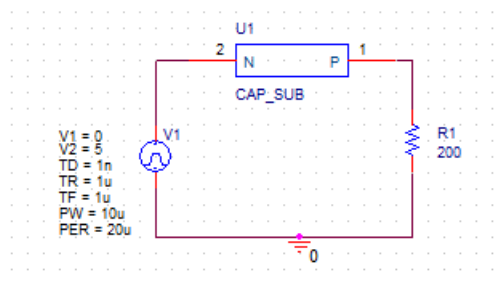 U1
2
1
N
P
CAP_SUB
V1
V1 = 0
V2 = 5
TD = 1n
TR = 1u
TF = 1u
PW = 10u
PER = 20u
R1
200
0